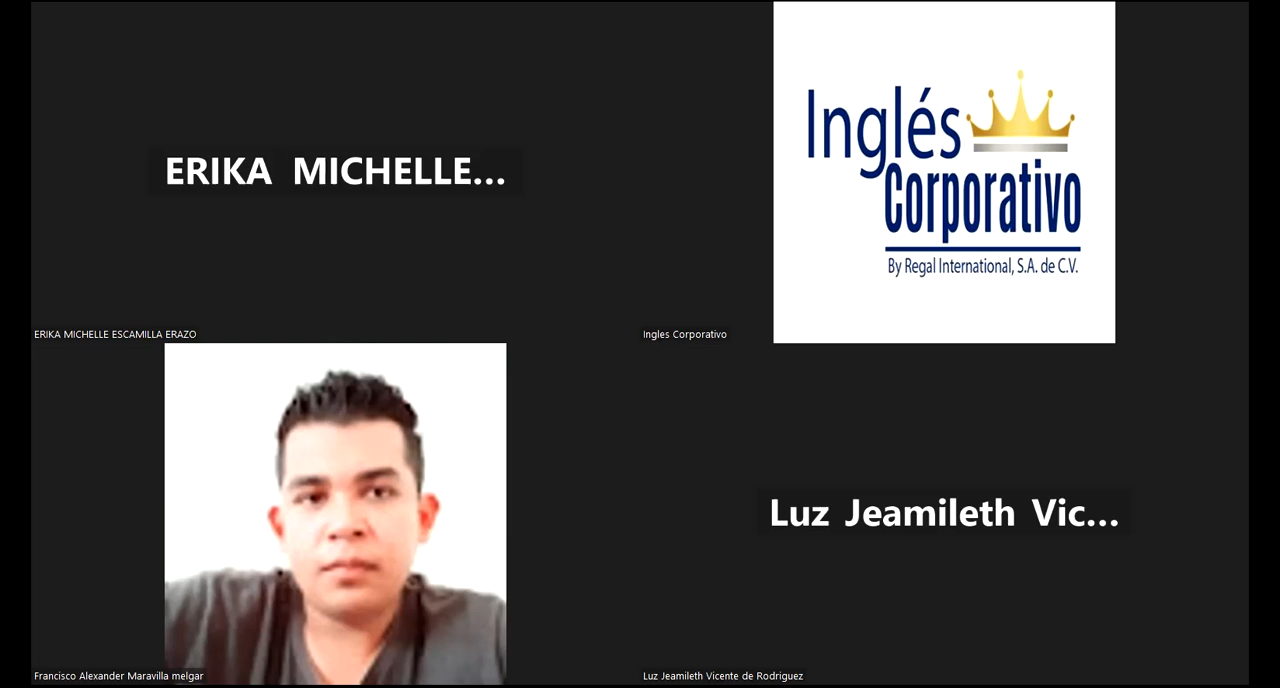 ERIKA MICHELLE...
Inglés
Corporativo
By Regal International, S.A. de C.V.
ERIKA MICHELLE ESCAMILLA ERAZO
Ingles Corporativo
Luz Jeamileth Vic...
Francisco Alexander Maravilla melgar
Luz Jeamileth Vicente de Rodriguez